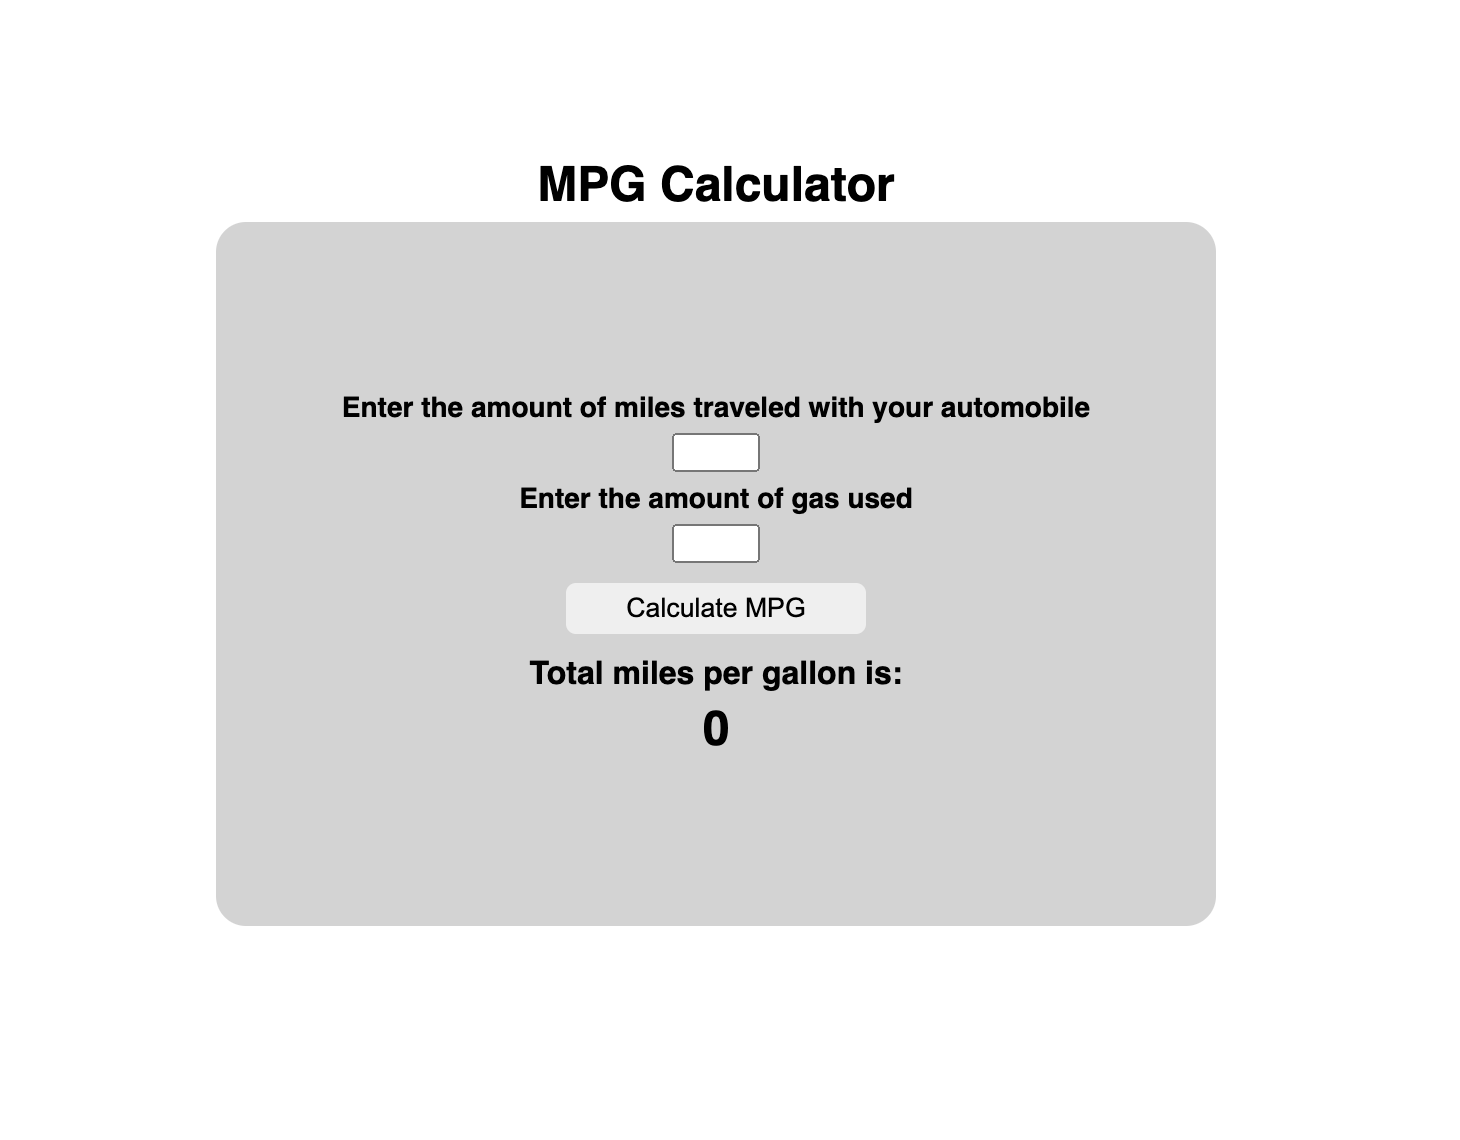 MPG Calculator
Enter the amount of miles traveled with your automobile
Enter the amount of gas used
Calculate MPG
Total miles per gallon is:
0